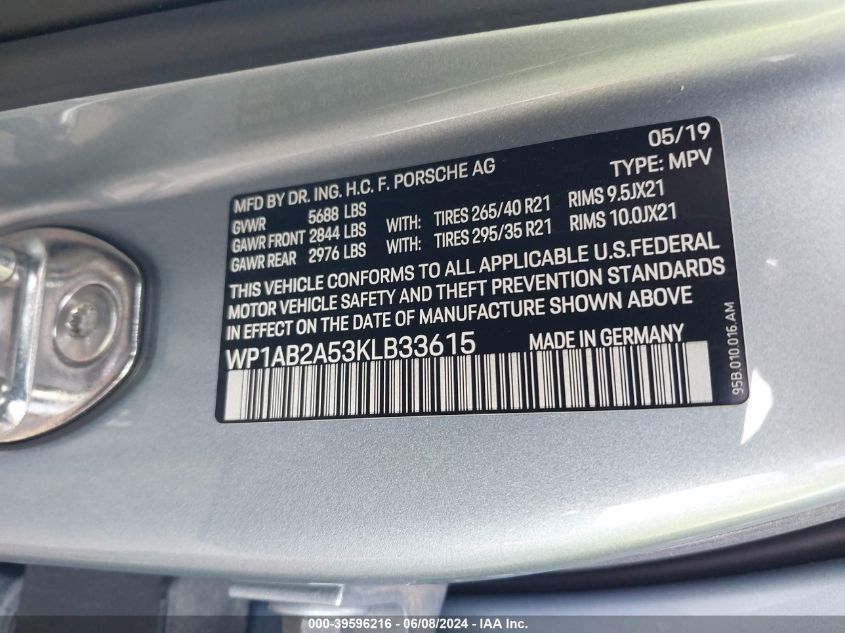 05/19
MFD BY DR. ING. H.C. F. PORSCHE AG TYPE: MPV
GVWR 5688 LBS
GAWR FRONT 2844 LBS WITH: TIRES 265/40 R21 RIMS 9.5JX21
GAWR REAR 2976 LBS WITH: TIRES 295/35 R21 RIMS 10.0JX21
THIS VEHICLE CONFORMS TO ALL APPLICABLE U.S.FEDERAL
MOTOR VEHICLE SAFETY AND THEFT PREVENTION STANDARDS
IN EFFECT ON THE DATE OF MANUFACTURE SHOWN ABOVE
WP1AB2A53KLB33615 MADE IN GERMANY
95B.010.016.AM
000-39596216 - 06/08/2024 - IAAI.com